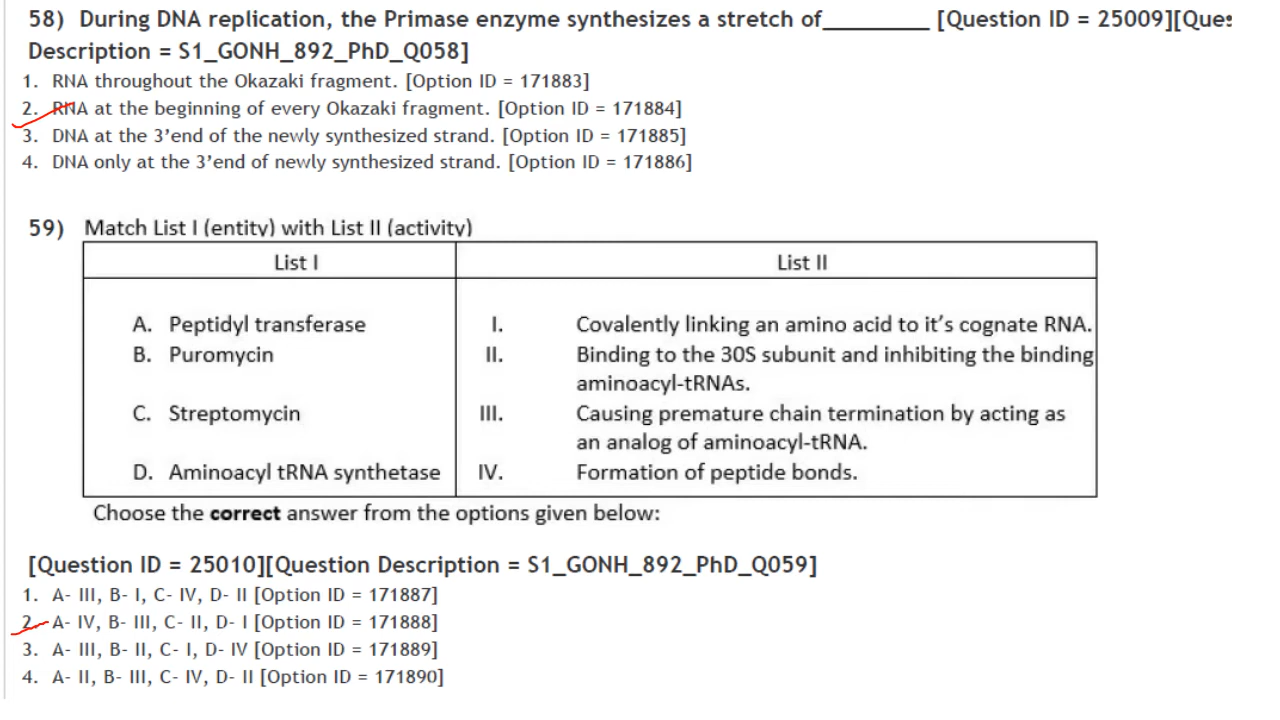 58) During DNA replication, the Primase enzyme synthesizes a stretch of_________ [Question ID = 25009][Que
Description = S1_GONH_892_PhD_Q058]
1. RNA throughout the Okazaki fragment. [Option ID = 171883]
2. RNA at the beginning of every Okazaki fragment. [Option ID = 171884]
3. DNA at the 3’end of the newly synthesized strand. [Option ID = 171885]
4. DNA only at the 3’end of newly synthesized strand. [Option ID = 171886]
59) Match List I (entity) with List II (activity)
List I List II
A. Peptidyl transferase I. Covalently linking an amino acid to it’s cognate RNA.
B. Puromycin II. Binding to the 30S subunit and inhibiting the binding
aminoacyl-tRNAs.
C. Streptomycin III. Causing premature chain termination by acting as
an analog of aminoacyl-tRNA.
D. Aminoacyl tRNA synthetase IV. Formation of peptide bonds.
Choose the correct answer from the options given below:
[Question ID = 25010][Question Description = S1_GONH_892_PhD_Q059]
1. A- III, B- I, C- IV, D- II [Option ID = 171887]
2. A- IV, B- III, C- II, D- I [Option ID = 171888]
3. A- III, B- II, C- I, D- IV [Option ID = 171889]
4. A- II, B- III, C- IV, D- II [Option ID = 171890]